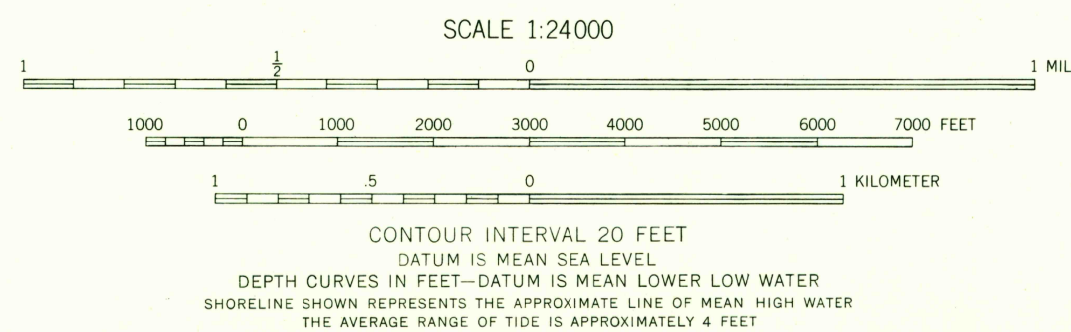 SCALE 1:24000
1 ½ 0 1 MIL
1000 0 1000 2000 3000 4000 5000 6000 7000 FEET
1 .5 0 1 KILOMETER
CONTOUR INTERVAL 20 FEET
DATUM IS MEAN SEA LEVEL
DEPTH CURVES IN FEET—DATUM IS MEAN LOWER LOW WATER
SHORELINE SHOWN REPRESENTS THE APPROXIMATE LINE OF MEAN HIGH WATER
THE AVERAGE RANGE OF TIDE IS APPROXIMATELY 4 FEET